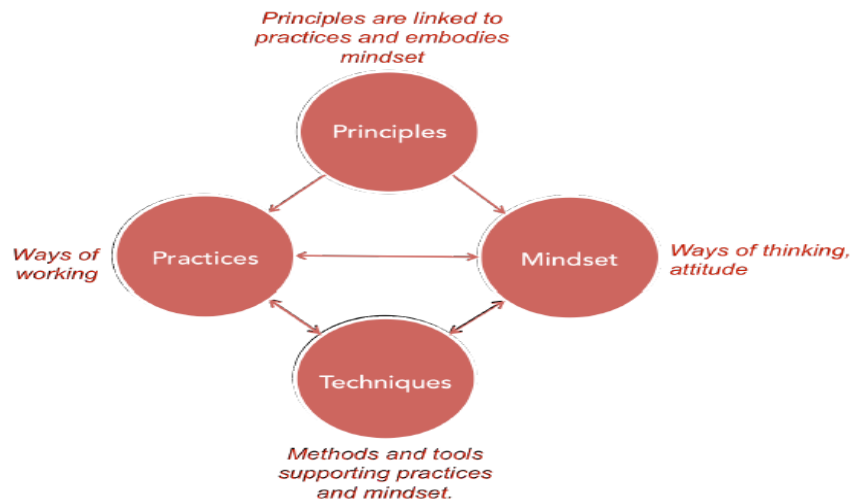 Principles are linked to
practices and embodies
mindset
Principles
Practices
Mindset
Ways of
working
Ways of thinking,
attitude
Techniques
Methods and tools
supporting practices
and mindset.